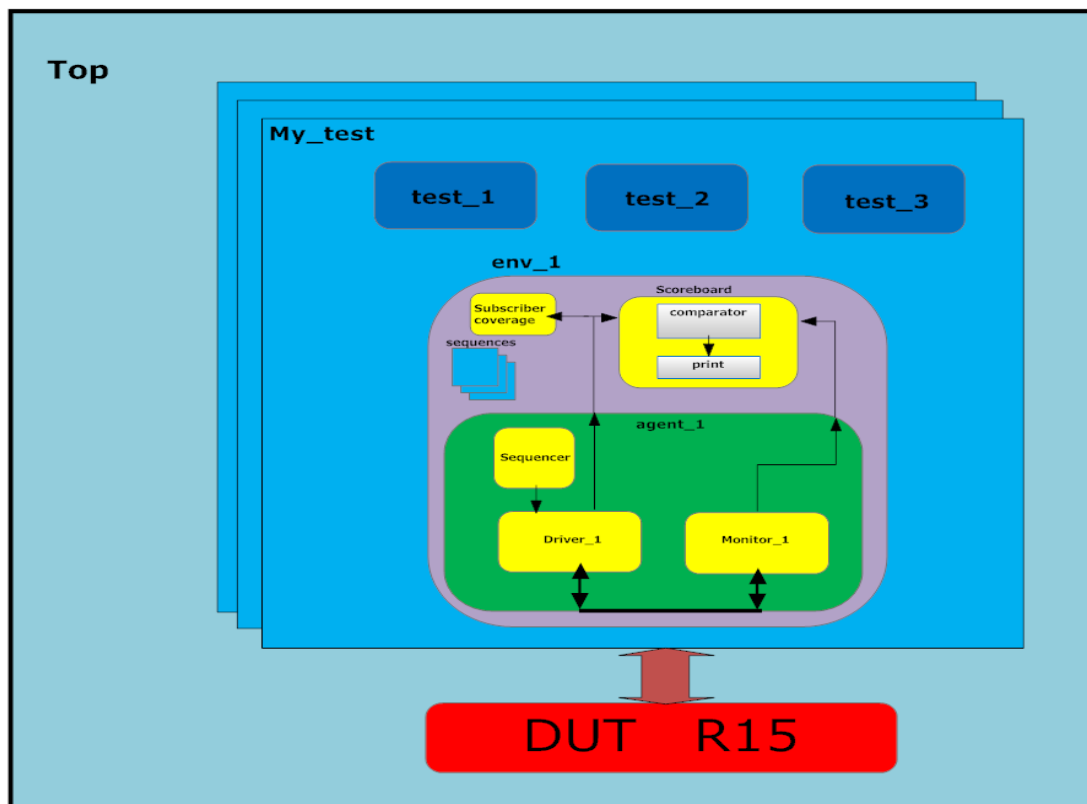 Top
My_test
test_1
test_2
test_3
env_1
Scoreboard
Subscriber
coverage
comparator
sequences
print
agent_1
Sequencer
Driver_1
Monitor_1
DUT R15